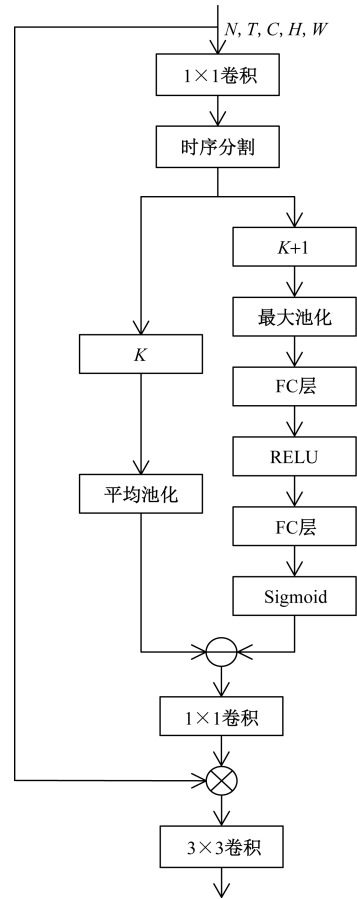 N, T, C, H, W
1×1卷积
时序分割
K+1
最大池化
K
FC层
RELU
平均池化
FC层
Sigmoid
1×1卷积
3×3卷积